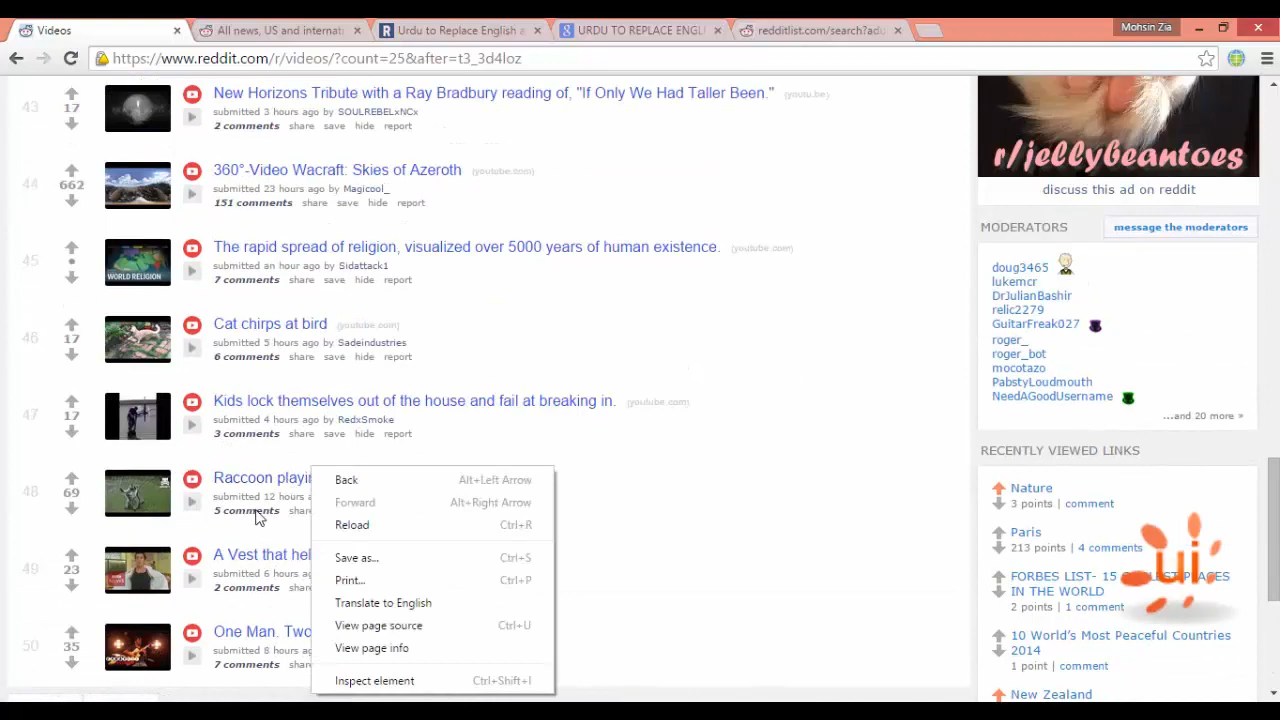 Videos
All news, US and internati
Urdu to Replace English a
URDU TO REPLACE ENGL
redditlist.com/search?adu
Mohsin Zia
https://www.reddit.com/r/videos/?count=25&after=t3_3d4loz
43
17
New Horizons Tribute with a Ray Bradbury reading of, "If Only We Had Taller Been." (youtu.be)
submitted 3 hours ago by SOULREBELxNCx
2 comments share save hide report
44
662
360°-Video Wacraft: Skies of Azeroth (youtube.com)
submitted 23 hours ago by Magicool_
151 comments share save hide report
45
The rapid spread of religion, visualized over 5000 years of human existence. (youtube.com)
submitted an hour ago by Sidattack1
7 comments share save hide report
WORLD RELIGION
46
17
Cat chirps at bird (youtube.com)
submitted 5 hours ago by Sadeindustries
6 comments share save hide report
47
17
Kids lock themselves out of the house and fail at breaking in. (youtube.com)
submitted 4 hours ago by RedxSmoke
3 comments share save hide report
48
69
Raccoon playi
submitted 12 hours a
5 comments shar
49
23
A Vest that hel
submitted 6 hours a
2 comments shar
50
35
One Man. Two
submitted 8 hours a
7 comments shar
Back Alt+Left Arrow
Forward Alt+Right Arrow
Reload Ctrl+R
Save as... Ctrl+S
Print... Ctrl+P
Translate to English
View page source Ctrl+U
View page info
Inspect element Ctrl+Shift+I
r/jellybeantoes
discuss this ad on reddit
MODERATORS
message the moderators
doug3465
lukemcr
DrJulianBashir
relic2279
GuitarFreak027
roger_
roger_bot
mocotazo
PabstyLoudmouth
NeedAGoodUsername
...and 20 more »
RECENTLY VIEWED LINKS
Nature
3 points | comment
Paris
213 points | 4 comments
FORBES LIST- 15 
IN THE WORLD
2 points | 1 comment
ui
10 World's Most Peaceful Countries
2014
1 point | comment
New Zealand